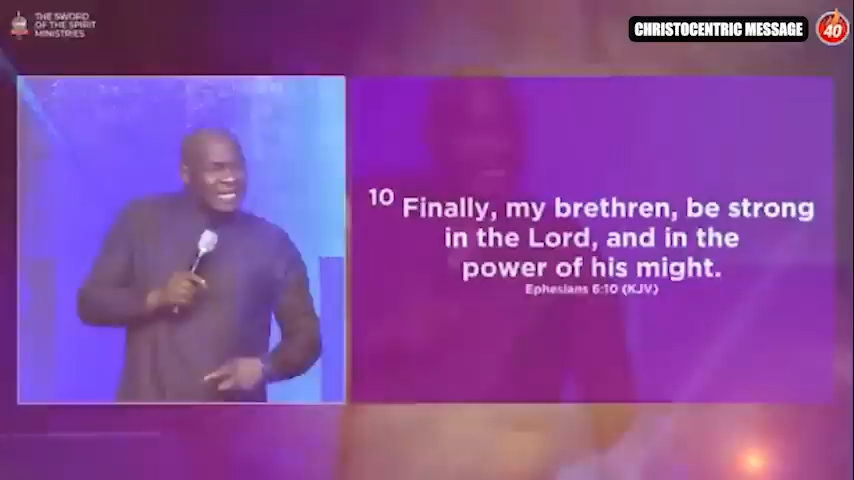 THE SWORD
OF THE SPIRIT
MINISTRIES
CHRISTOCENTRIC MESSAGE
40
10 Finally, my brethren, be strong
in the Lord, and in the
power of his might.
Ephesians 6:10 (KJV)